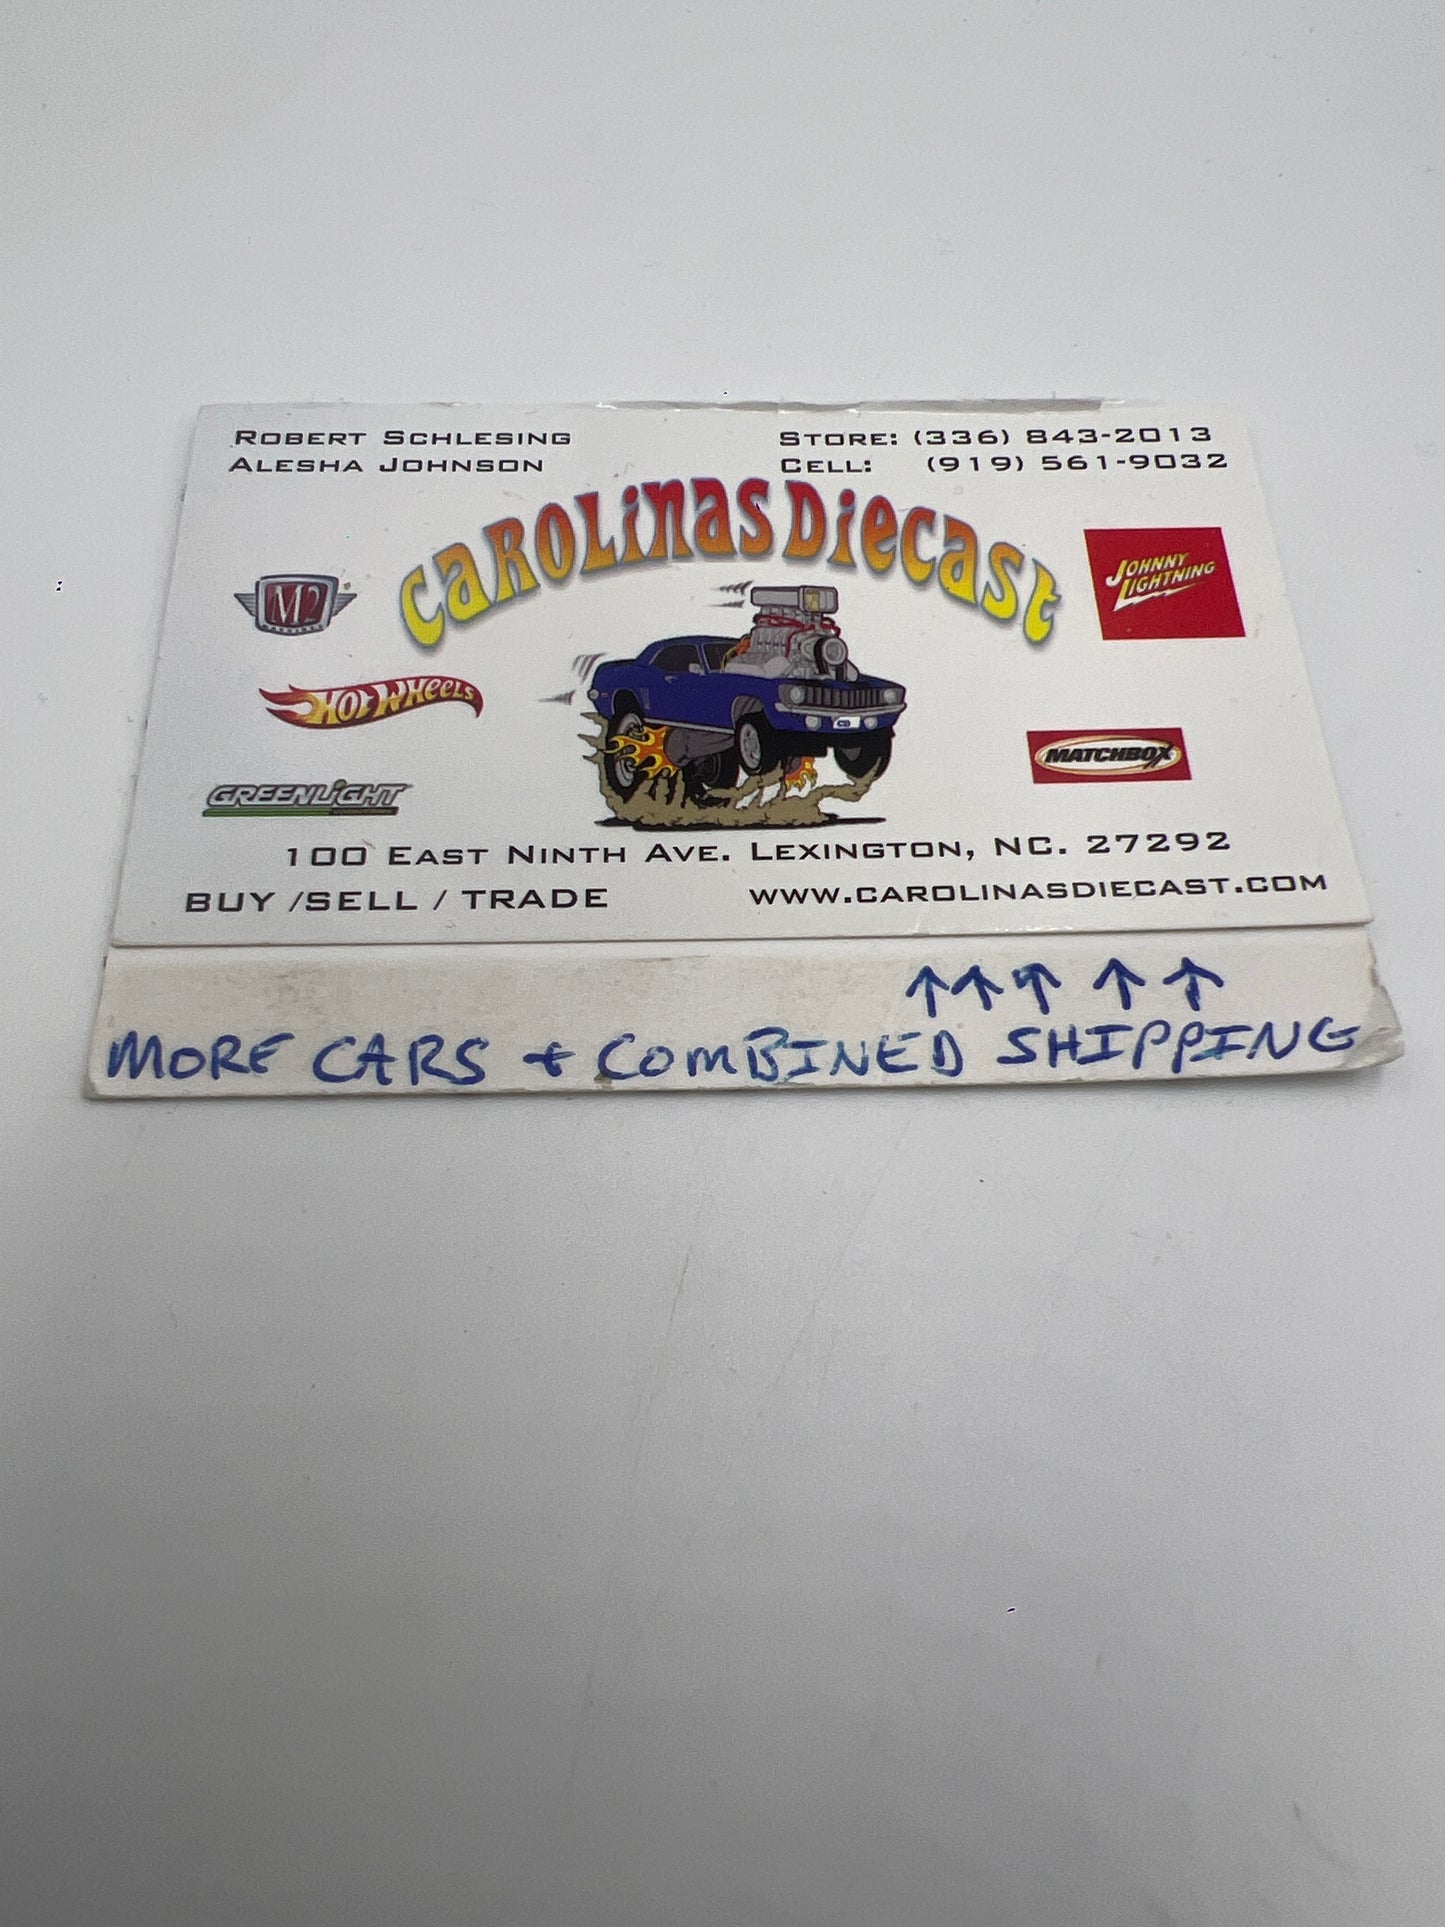 ROBERT SCHLESING
ALESHA JOHNSON
STORE: (336) 843-2013
CELL: (919) 561-9032
CAROLINAS DIECAST
M2
MACHINES
JOHNNY LIGHTNING
HOT WHEELS
MATCHBOX
GREENLIGHT
100 EAST NINTH AVE. LEXINGTON, NC. 27292
BUY /SELL / TRADE
WWW.CAROLINASDIECAST.COM
↑↑↑ ↑ ↑
MORE CARS + COMBINED SHIPPING